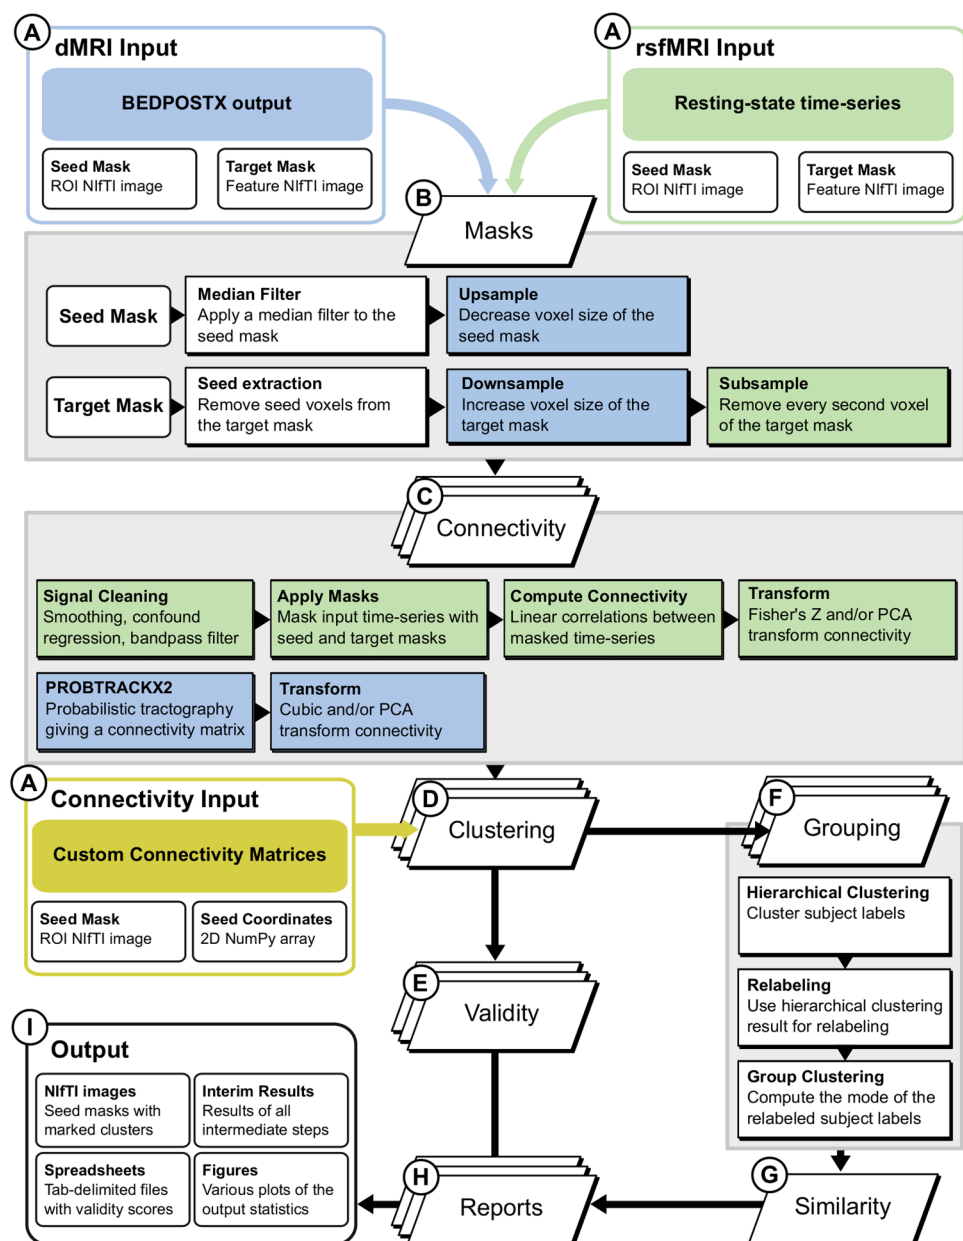 A
dMRI Input
BEDPOSTX output
Seed Mask
ROI NIfTI image
Target Mask
Feature NIfTI image
A
rsfMRI Input
Resting-state time-series
Seed Mask
ROI NIfTI image
Target Mask
Feature NIfTI image
B
Masks
Seed Mask
Median Filter
Apply a median filter to the
seed mask
Upsample
Decrease voxel size of the
seed mask
Target Mask
Seed extraction
Remove seed voxels from
the target mask
Downsample
Increase voxel size of the
target mask
Subsample
Remove every second voxel
of the target mask
C
Connectivity
Signal Cleaning
Smoothing, confound
regression, bandpass filter
Apply Masks
Mask input time-series with
seed and target masks
Compute Connectivity
Linear correlations between
masked time-series
Transform
Fisher's Z and/or PCA
transform connectivity
PROBTRACKX2
Probabilistic tractography
giving a connectivity matrix
Transform
Cubic and/or PCA
transform connectivity
A
Connectivity Input
Custom Connectivity Matrices
Seed Mask
ROI NIfTI image
Seed Coordinates
2D NumPy array
D
Clustering
F
Grouping
Hierarchical Clustering
Cluster subject labels
Relabeling
Use hierarchical clustering
result for relabeling
Group Clustering
Compute the mode of the
relabeled subject labels
E
Validity
I
Output
NIfTI images
Seed masks with
marked clusters
Interim Results
Results of all
intermediate steps
Spreadsheets
Tab-delimited files
with validity scores
Figures
Various plots of the
output statistics
H
Reports
G
Similarity